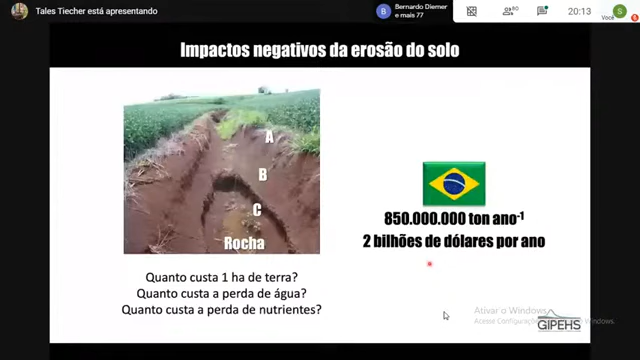 Tales Tiecher está apresentando
Bernardo Diemer
e mais 77
80
20:13
Você
S
B
Impactos negativos da erosão do solo
A
B
C
Rocha
850.000.000 ton ano-1
2 bilhões de dólares por ano
Quanto custa 1 ha de terra?
Quanto custa a perda de água?
Quanto custa a perda de nutrientes?
Ativar o Windows
GIPEHS